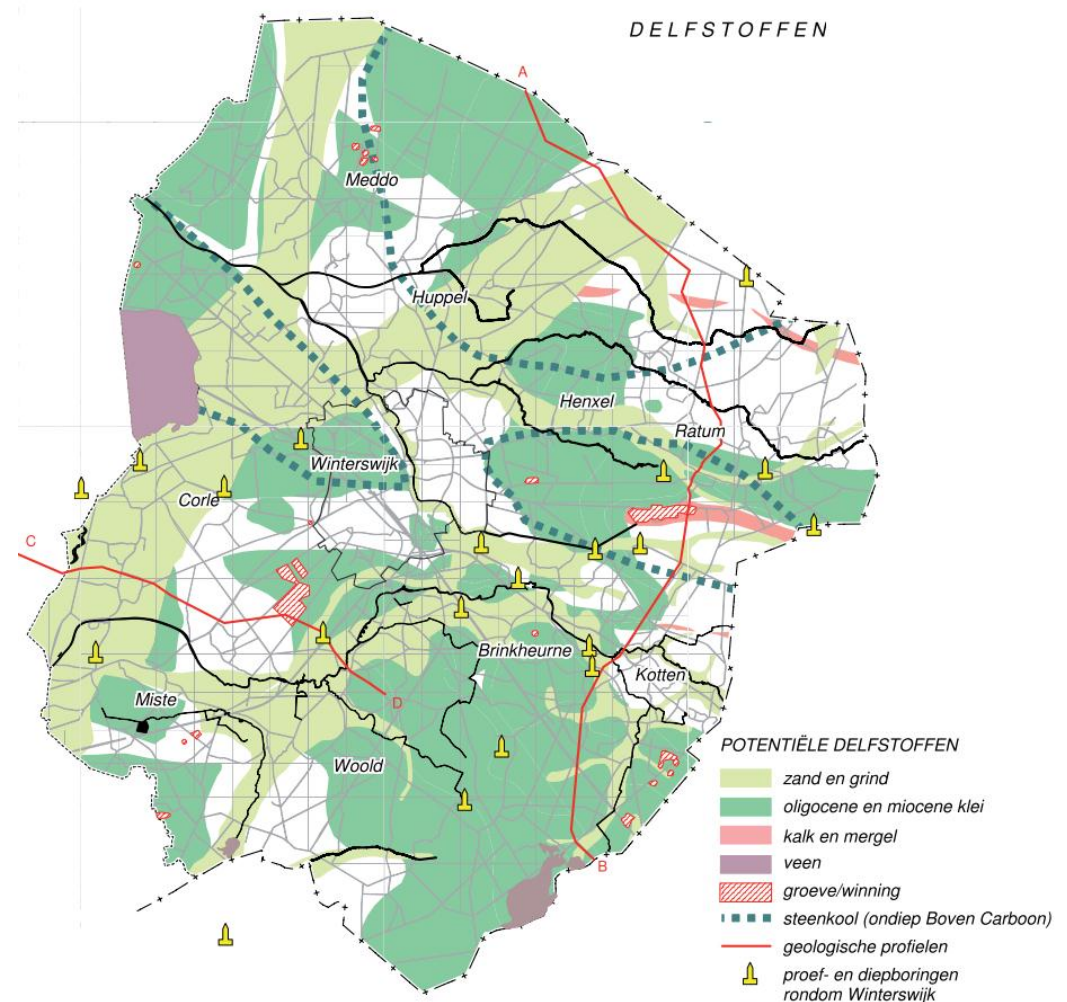 DELFSTOFFEN
A
Meddo
Huppel
Henxel
Ratum
Winterswijk
Corle
C
Brinkheurne
Kotten
Miste
D
Woold
B
POTENTIËLE DELFSTOFFEN
zand en grind
oligocene en miocene klei
kalk en mergel
veen
groeve/winning
steenkool (ondiep Boven Carboon)
geologische profielen
proef- en diepboringen
rondom Winterswijk